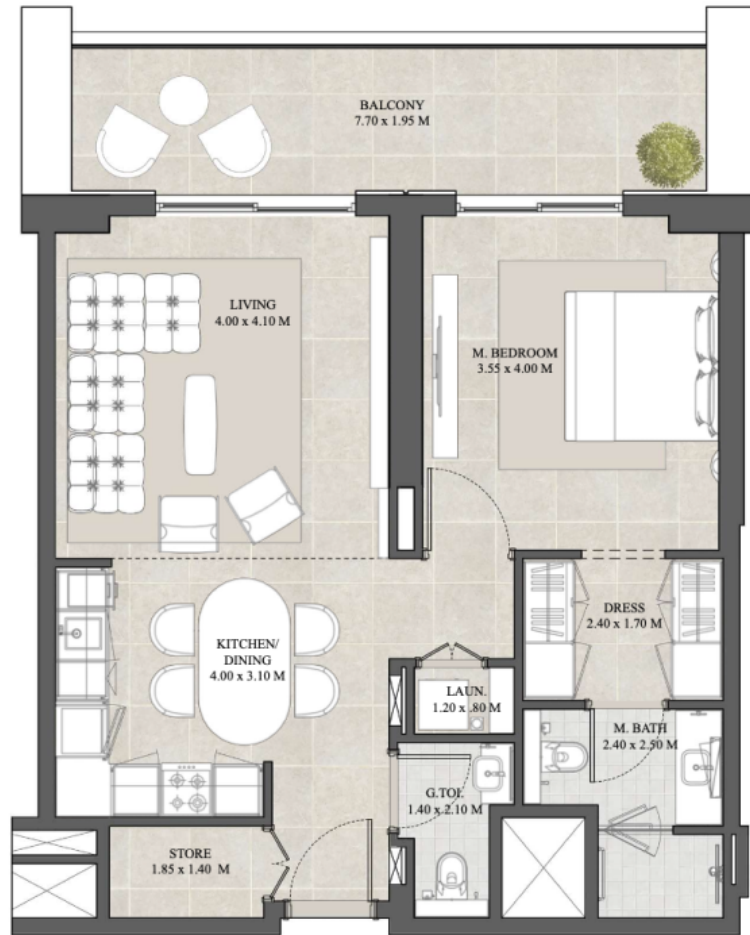 BALCONY
7.70 x 1.95 M
LIVING
4.00 x 4.10 M
M. BEDROOM
3.55 x 4.00 M
KITCHEN/
DINING
4.00 x 3.10 M
DRESS
2.40 x 1.70 M
LAUN.
1.20 x .80 M
M. BATH
2.40 x 2.50 M
G.TOI.
1.40 x 2.10 M
STORE
1.85 x 1.40 M